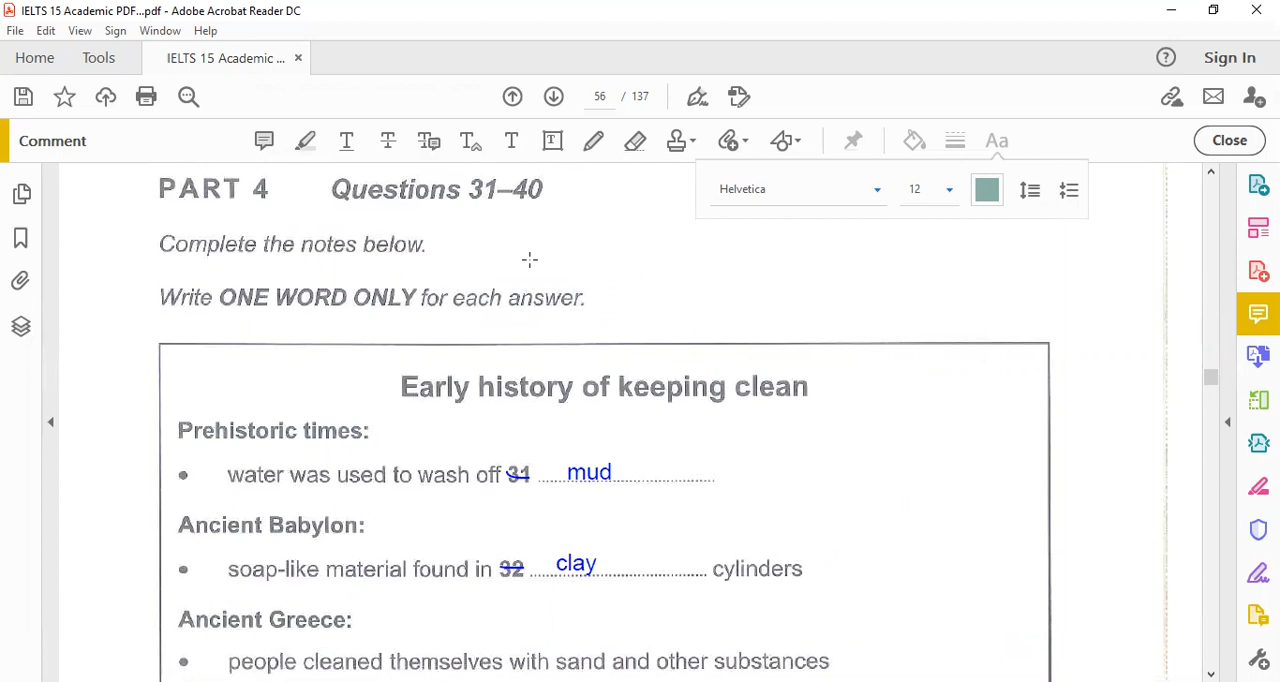 IELTS 15 Academic PDF...pdf - Adobe Acrobat Reader DC
File Edit View Sign Window Help
Home Tools IELTS 15 Academic ... × Sign In
56 / 137
Comment Close
Helvetica 12
PART 4 Questions 31–40
Complete the notes below.
Write ONE WORD ONLY for each answer.
Early history of keeping clean
Prehistoric times:
• water was used to wash off 31 mud
Ancient Babylon:
• soap-like material found in 32 clay cylinders
Ancient Greece:
• people cleaned themselves with sand and other substances